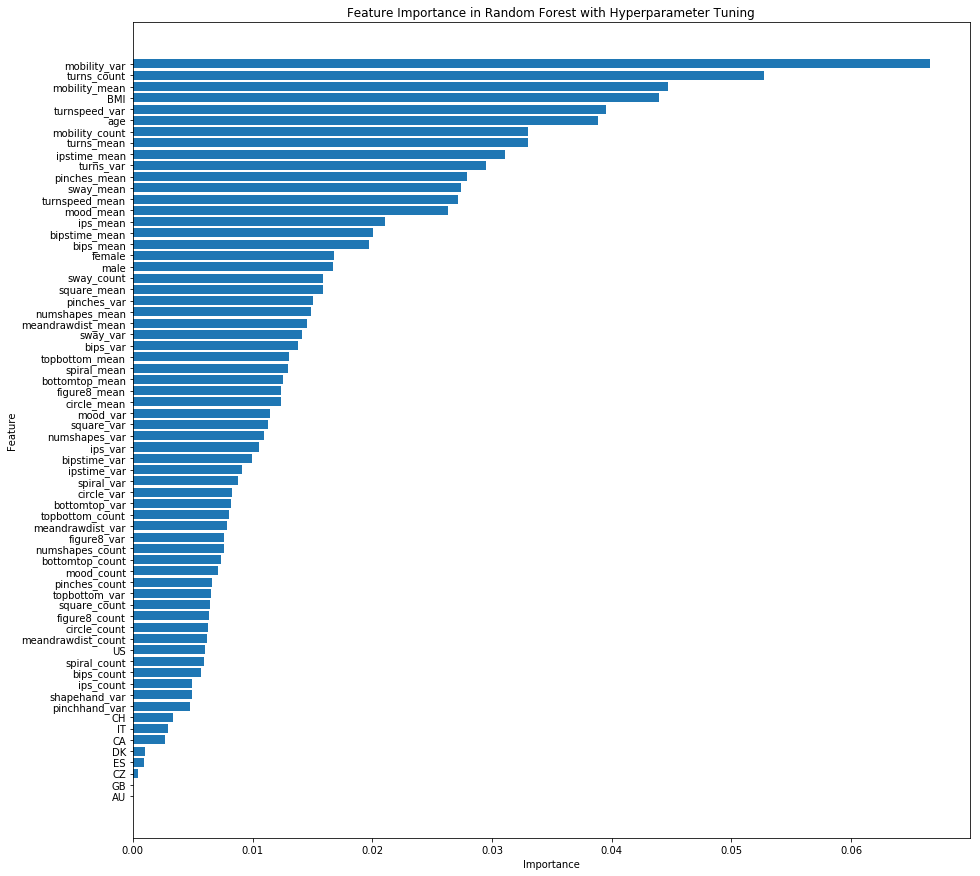 Feature Importance in Random Forest with Hyperparameter Tuning
mobility_var
turns_count
mobility_mean
BMI
turnspeed_var
age
mobility_count
turns_mean
ipstime_mean
turns_var
pinches_mean
sway_mean
turnspeed_mean
mood_mean
ips_mean
bipstime_mean
bips_mean
female
male
sway_count
square_mean
pinches_var
numshapes_mean
meandrawdist_mean
sway_var
bips_var
topbottom_mean
spiral_mean
bottomtop_mean
figure8_mean
circle_mean
mood_var
square_var
numshapes_var
ips_var
bipstime_var
ipstime_var
spiral_var
circle_var
bottomtop_var
topbottom_count
meandrawdist_var
figure8_var
numshapes_count
bottomtop_count
mood_count
pinches_count
topbottom_var
square_count
figure8_count
circle_count
meandrawdist_count
US
spiral_count
bips_count
ips_count
shapehand_var
pinchhand_var
CH
IT
CA
DK
ES
CZ
GB
AU
Feature
0.00 0.01 0.02 0.03 0.04 0.05 0.06
Importance